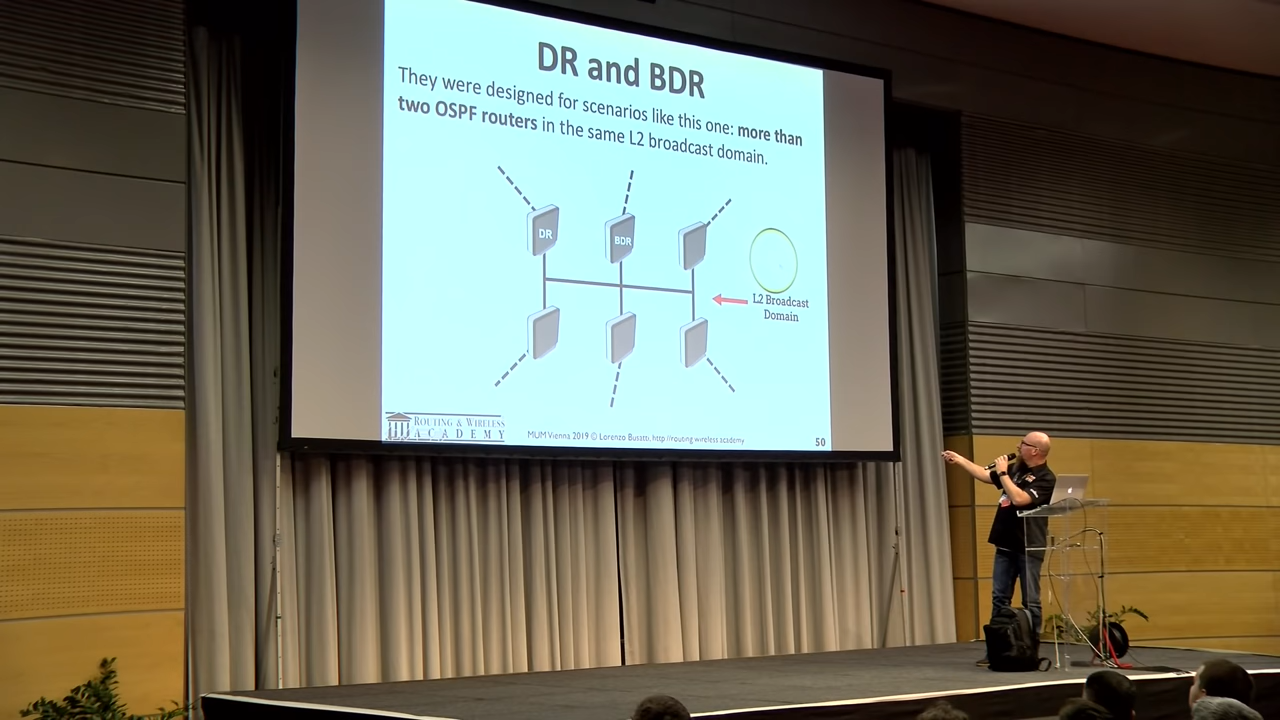 DR and BDR
They were designed for scenarios like this one: more than
two OSPF routers in the same L2 broadcast domain.
DR
BDR
L2 Broadcast
Domain
ROUTING & WIRELESS
ACADEMY
MUM Vienna 2019 © Lorenzo Busatti, http://routing.wireless.academy
50